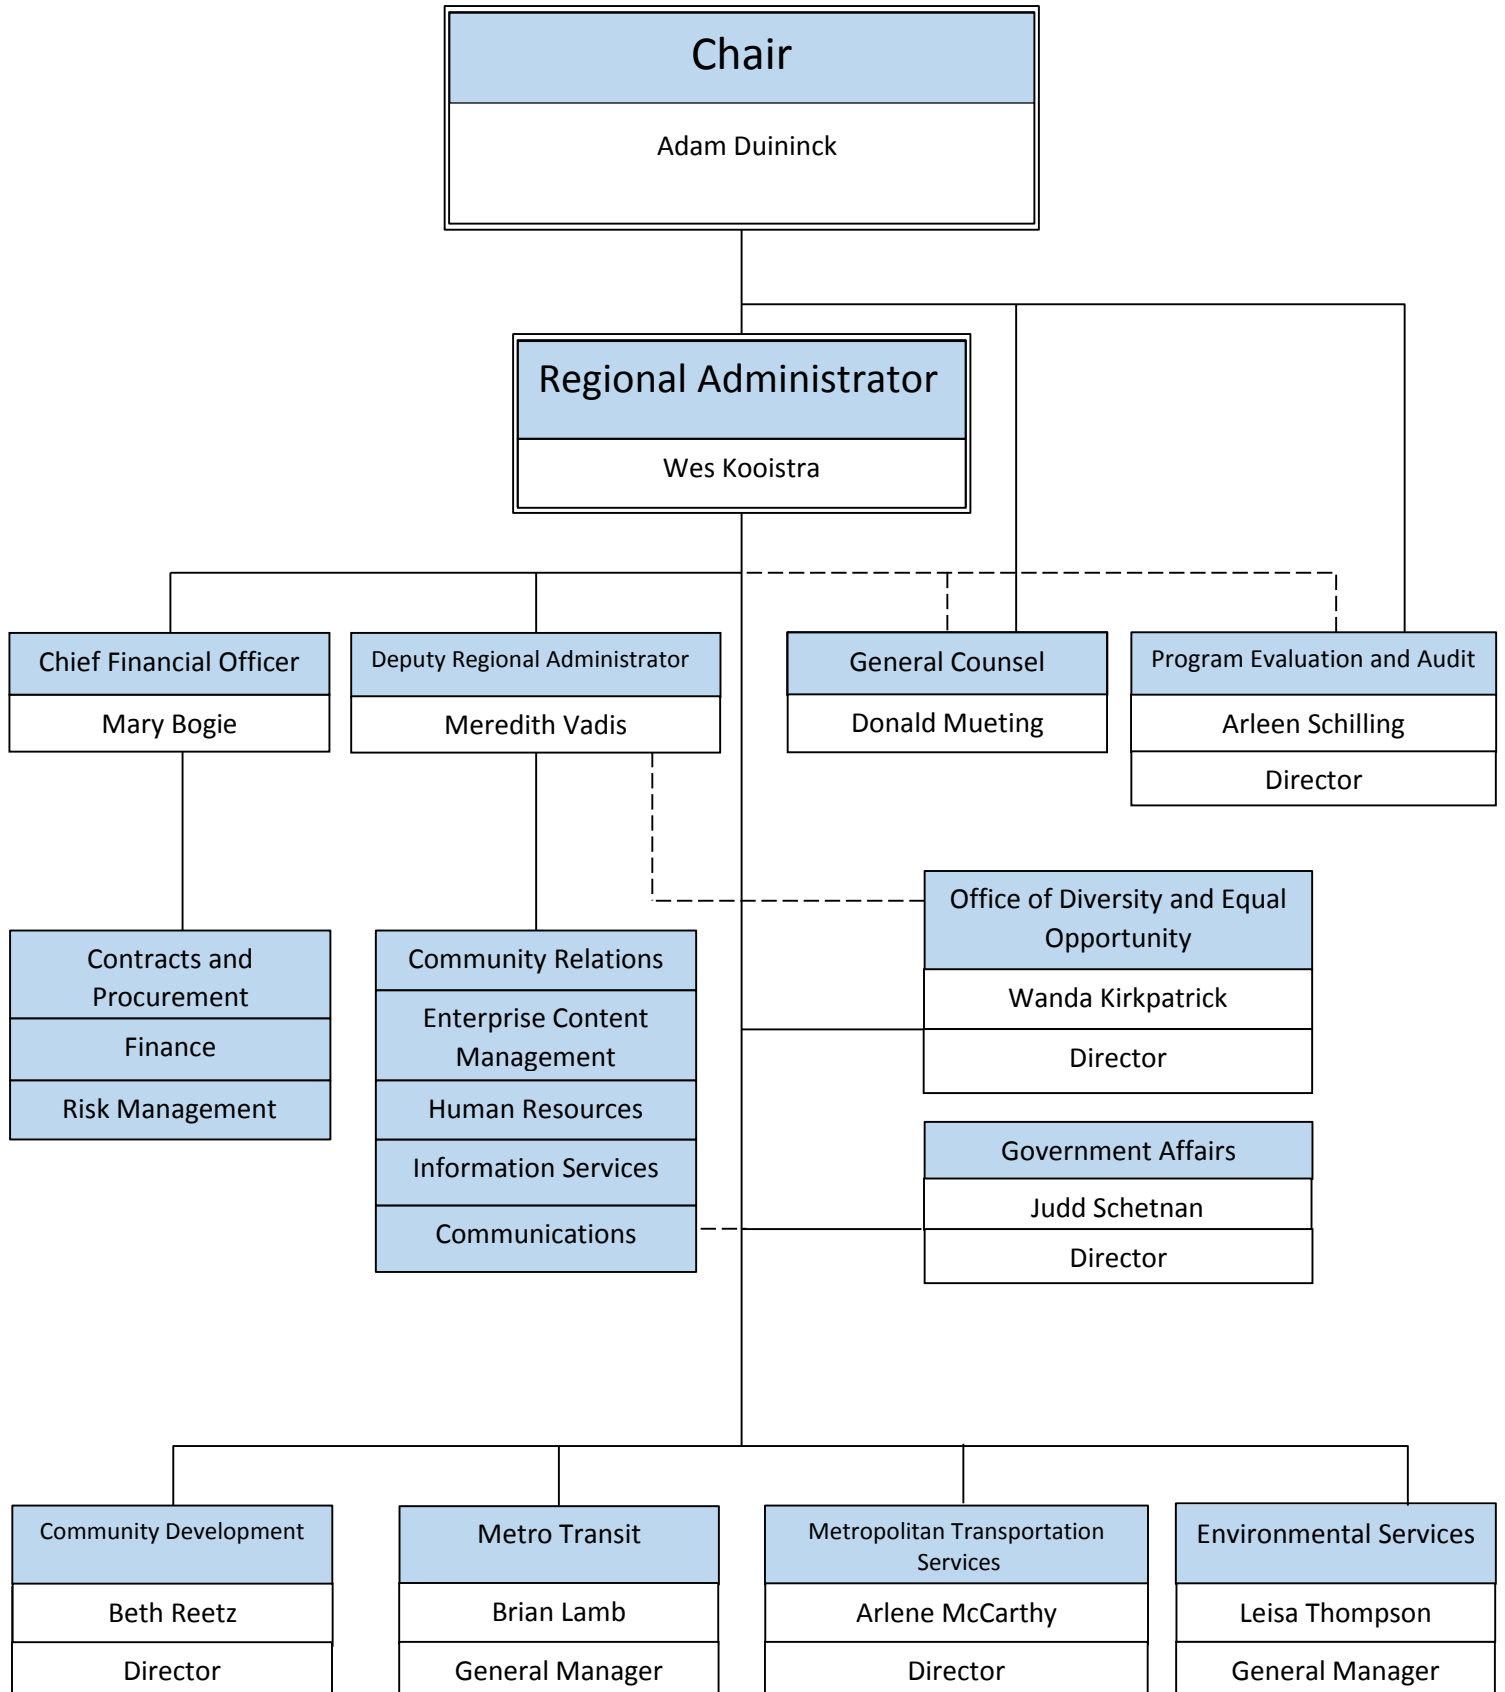 Chair
Adam Duininck
Regional Administrator
Wes Kooistra
Chief Financial Officer
Mary Bogie
Deputy Regional Administrator
Meredith Vadis
General Counsel
Donald Mueting
Program Evaluation and Audit
Arleen Schilling
Director
Office of Diversity and Equal
Opportunity
Wanda Kirkpatrick
Director
Contracts and
Procurement
Finance
Risk Management
Community Relations
Enterprise Content
Management
Human Resources
Information Services
Communications
Government Affairs
Judd Schetnan
Director
Community Development
Beth Reetz
Director
Metro Transit
Brian Lamb
General Manager
Metropolitan Transportation
Services
Arlene McCarthy
Director
Environmental Services
Leisa Thompson
General Manager